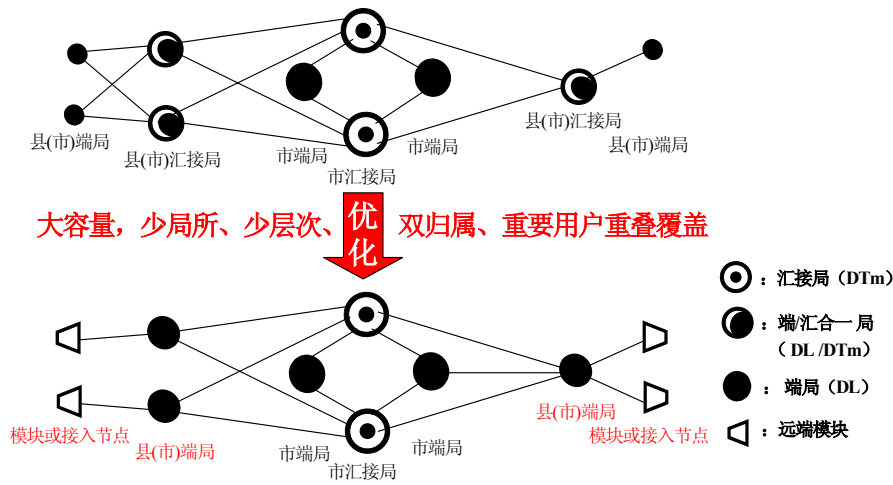 县(市)端局
县(市)汇接局
市端局
市汇接局
市端局
县(市)汇接局
县(市)端局
大容量，少局所、少层次、
优
化
双归属、重要用户重叠覆盖
模块或接入节点
县(市)端局
市端局
市汇接局
市端局
县(市)端局
模块或接入节点
：汇接局（DTm）
：端/汇合一 局
（ DL /DTm）
： 端局（DL）
：远端模块